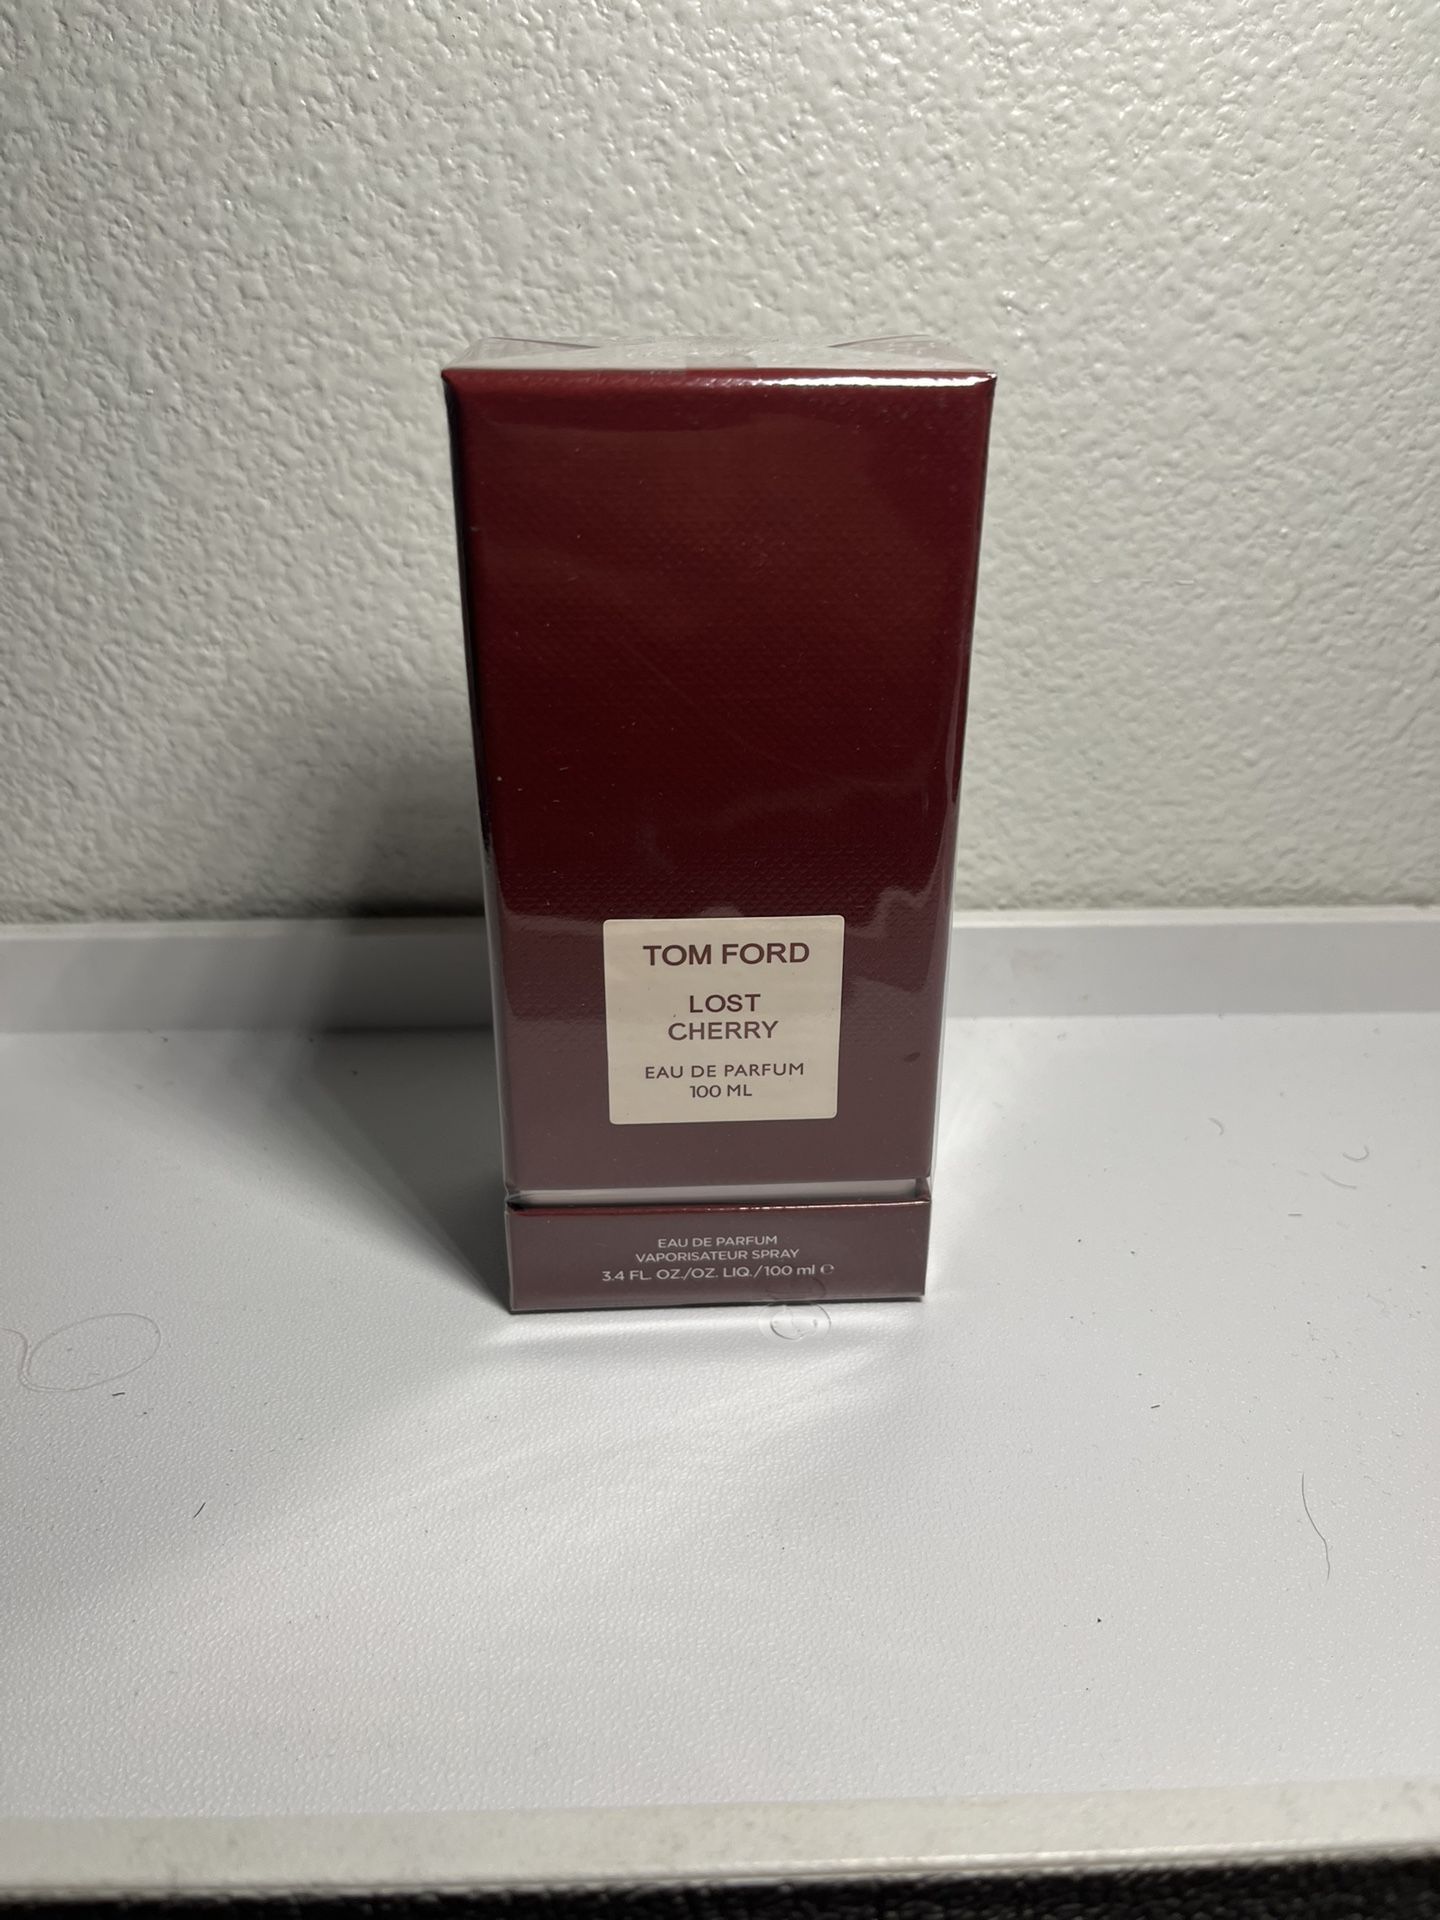 TOM FORD
LOST
CHERRY
EAU DE PARFUM
100 ML
EAU DE PARFUM
VAPORISATEUR SPRAY
3.4 FL. OZ./OZ. LIQ./100 ml ℮